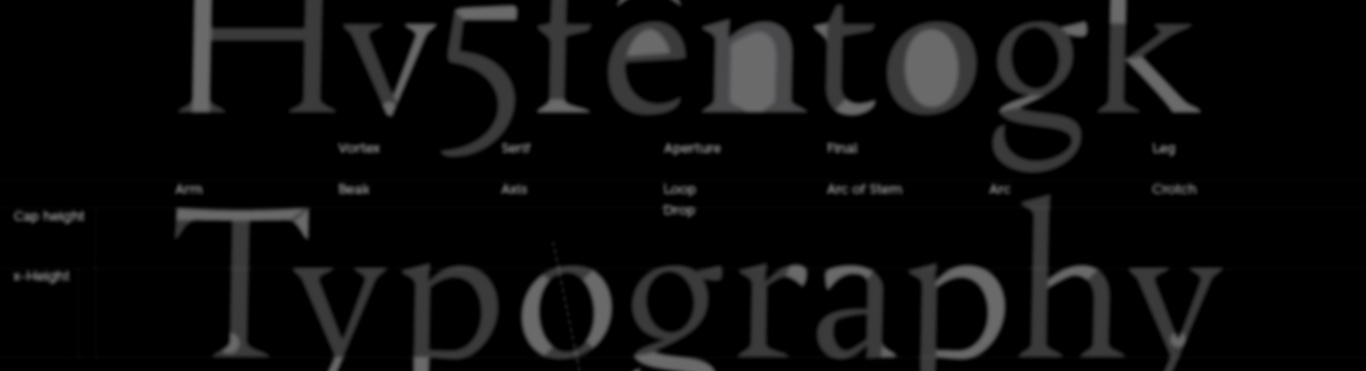 Hv5fêntogk
Vortex Serif Aperture Final Leg
Arm Beak Axis Loop Arc of Stem Arc Crotch
Drop
Cap height
x-Height
Typography